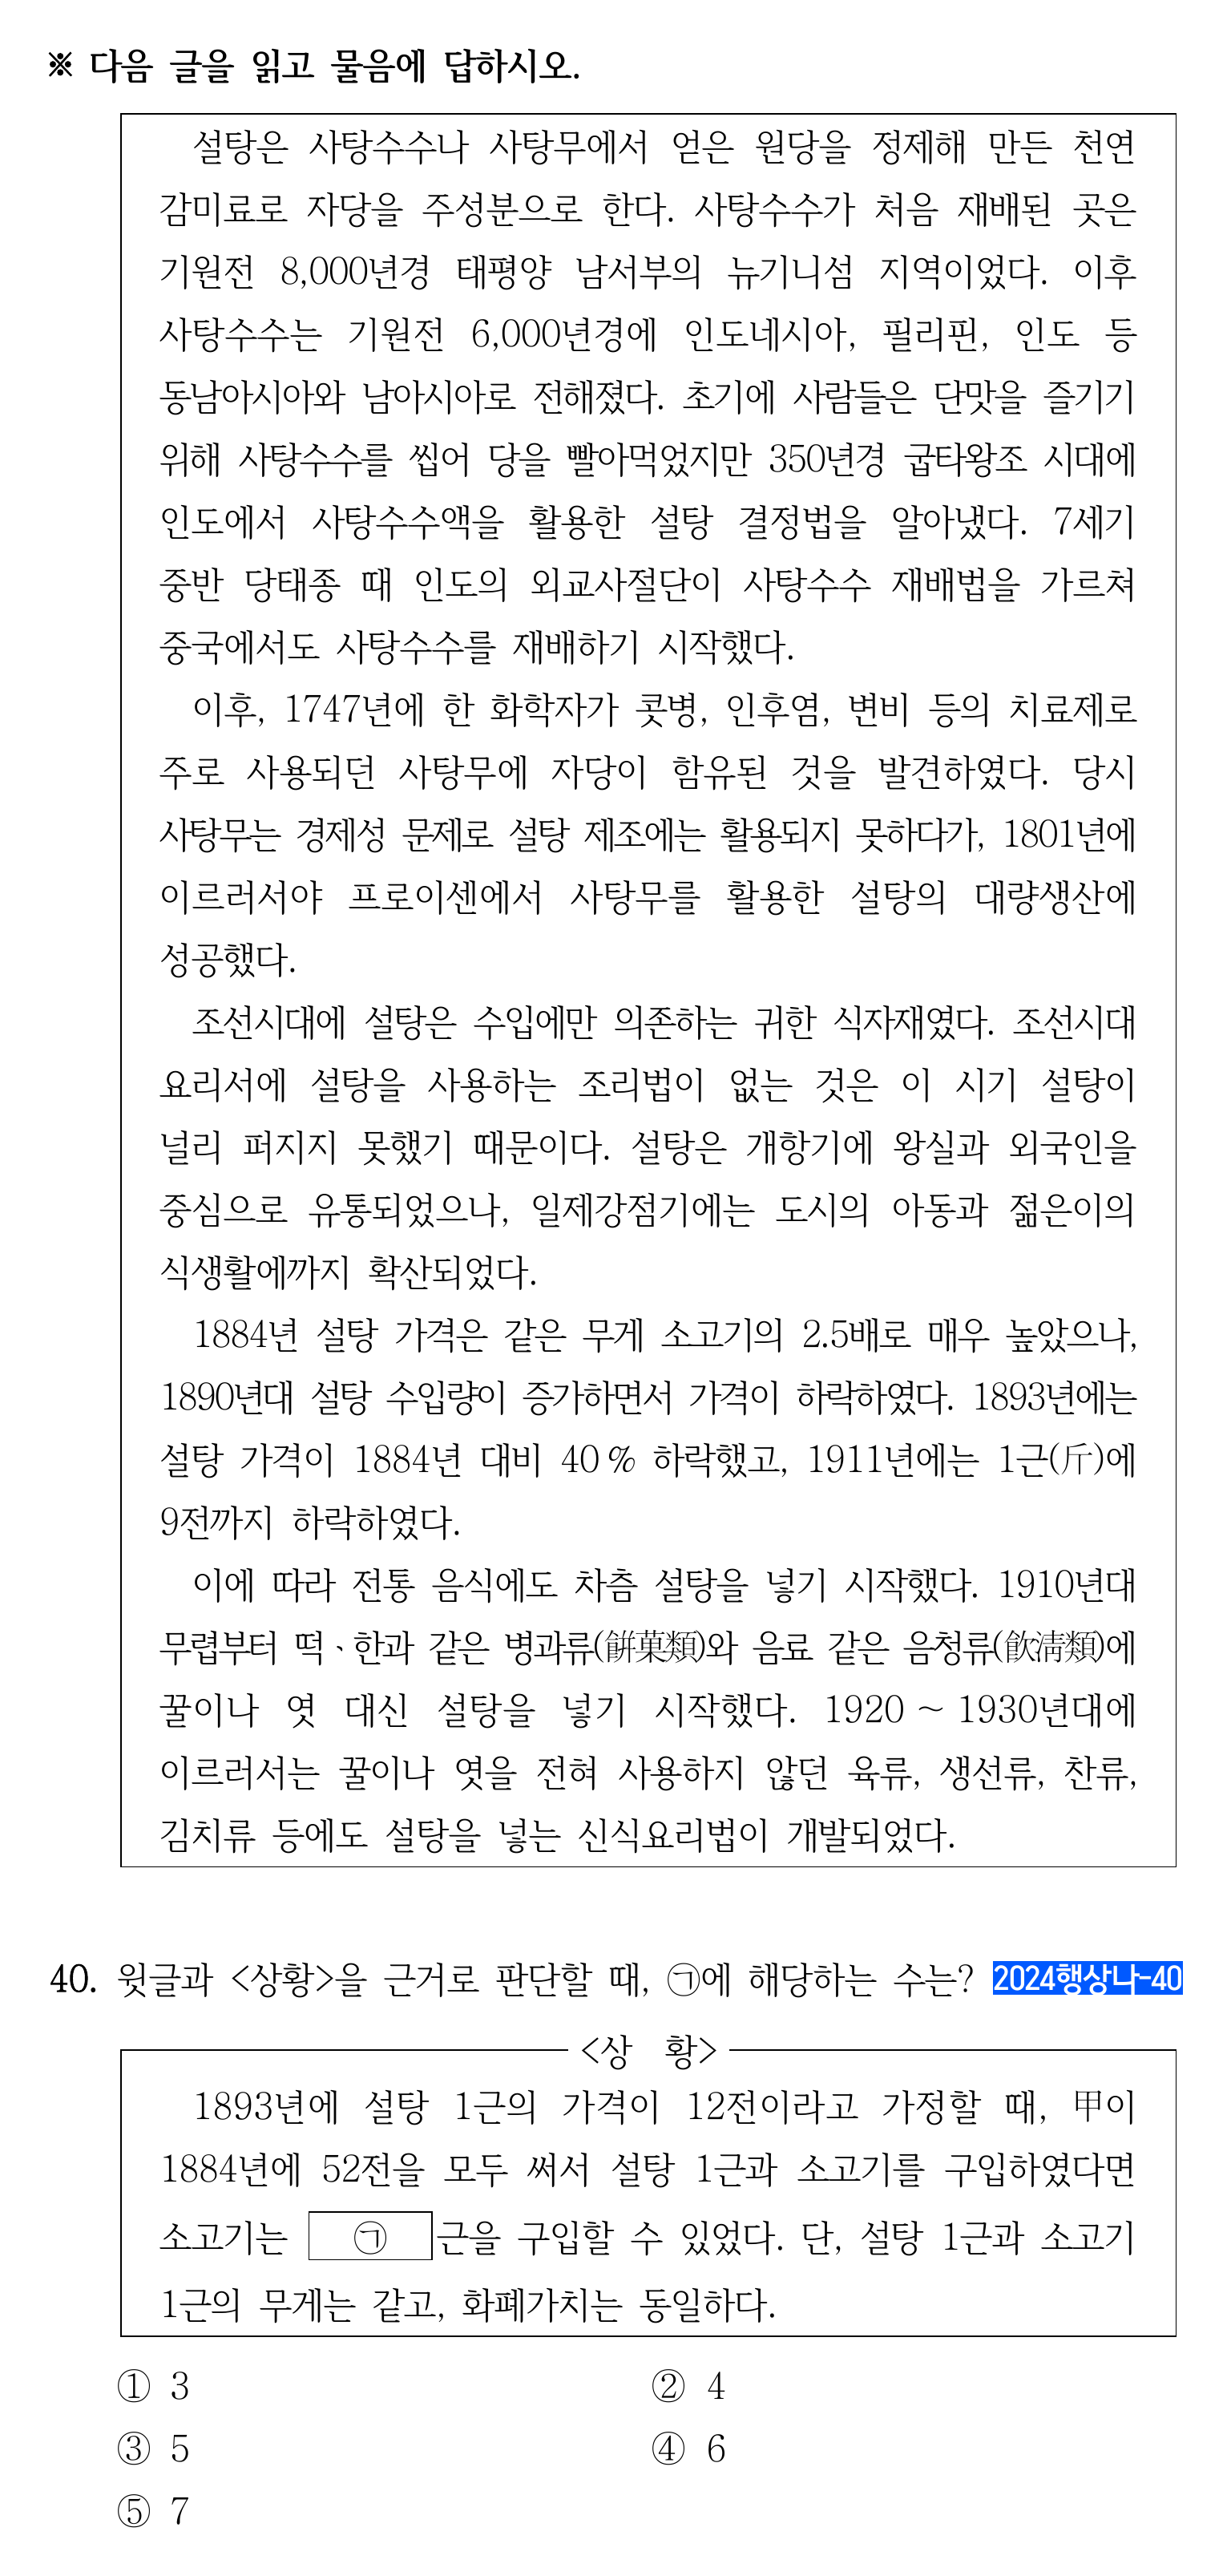 ※ 다음 글을 읽고 물음에 답하시오.
설탕은 사탕수수나 사탕무에서 얻은 원당을 정제해 만든 천연
감미료로 자당을 주성분으로 한다. 사탕수수가 처음 재배된 곳은
기원전 8,000년경 태평양 남서부의 뉴기니섬 지역이었다. 이후
사탕수수는 기원전 6,000년경에 인도네시아, 필리핀, 인도 등
동남아시아와 남아시아로 전해졌다. 초기에 사람들은 단맛을 즐기기
위해 사탕수수를 씹어 당을 빨아먹었지만 350년경 굽타왕조 시대에
인도에서 사탕수수액을 활용한 설탕 결정법을 알아냈다. 7세기
중반 당태종 때 인도의 외교사절단이 사탕수수 재배법을 가르쳐
중국에서도 사탕수수를 재배하기 시작했다.
이후, 1747년에 한 화학자가 콧병, 인후염, 변비 등의 치료제로
주로 사용되던 사탕무에 자당이 함유된 것을 발견하였다. 당시
사탕무는 경제성 문제로 설탕 제조에는 활용되지 못하다가, 1801년에
이르러서야 프로이센에서 사탕무를 활용한 설탕의 대량생산에
성공했다.
조선시대에 설탕은 수입에만 의존하는 귀한 식자재였다. 조선시대
요리서에 설탕을 사용하는 조리법이 없는 것은 이 시기 설탕이
널리 퍼지지 못했기 때문이다. 설탕은 개항기에 왕실과 외국인을
중심으로 유통되었으나, 일제강점기에는 도시의 아동과 젊은이의
식생활에까지 확산되었다.
1884년 설탕 가격은 같은 무게 소고기의 2.5배로 매우 높았으나,
1890년대 설탕 수입량이 증가하면서 가격이 하락하였다. 1893년에는
설탕 가격이 1884년 대비 40 % 하락했고, 1911년에는 1근(斤)에
9전까지 하락하였다.
이에 따라 전통 음식에도 차츰 설탕을 넣기 시작했다. 1910년대
무렵부터 떡ㆍ한과 같은 병과류(餠菓類)와 음료 같은 음청류(飮淸類)에
꿀이나 엿 대신 설탕을 넣기 시작했다. 1920 ~ 1930년대에
이르러서는 꿀이나 엿을 전혀 사용하지 않던 육류, 생선류, 찬류,
김치류 등에도 설탕을 넣는 신식요리법이 개발되었다.
40. 윗글과 <상황>을 근거로 판단할 때, ㉠에 해당하는 수는? 2024행상나-40
<상 황>
1893년에 설탕 1근의 가격이 12전이라고 가정할 때, 甲이
1884년에 52전을 모두 써서 설탕 1근과 소고기를 구입하였다면
소고기는 ㉠ 근을 구입할 수 있었다. 단, 설탕 1근과 소고기
1근의 무게는 같고, 화폐가치는 동일하다.
① 3 ② 4
③ 5 ④ 6
⑤ 7